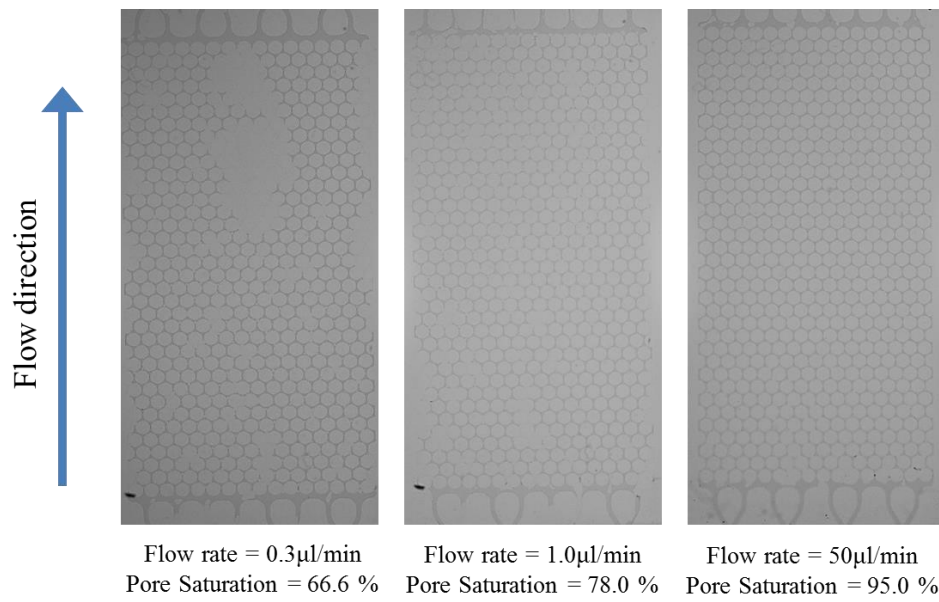 Flow direction
Flow rate = 0.3μl/min
Pore Saturation = 66.6 %
Flow rate = 1.0μl/min
Pore Saturation = 78.0 %
Flow rate = 50μl/min
Pore Saturation = 95.0 %